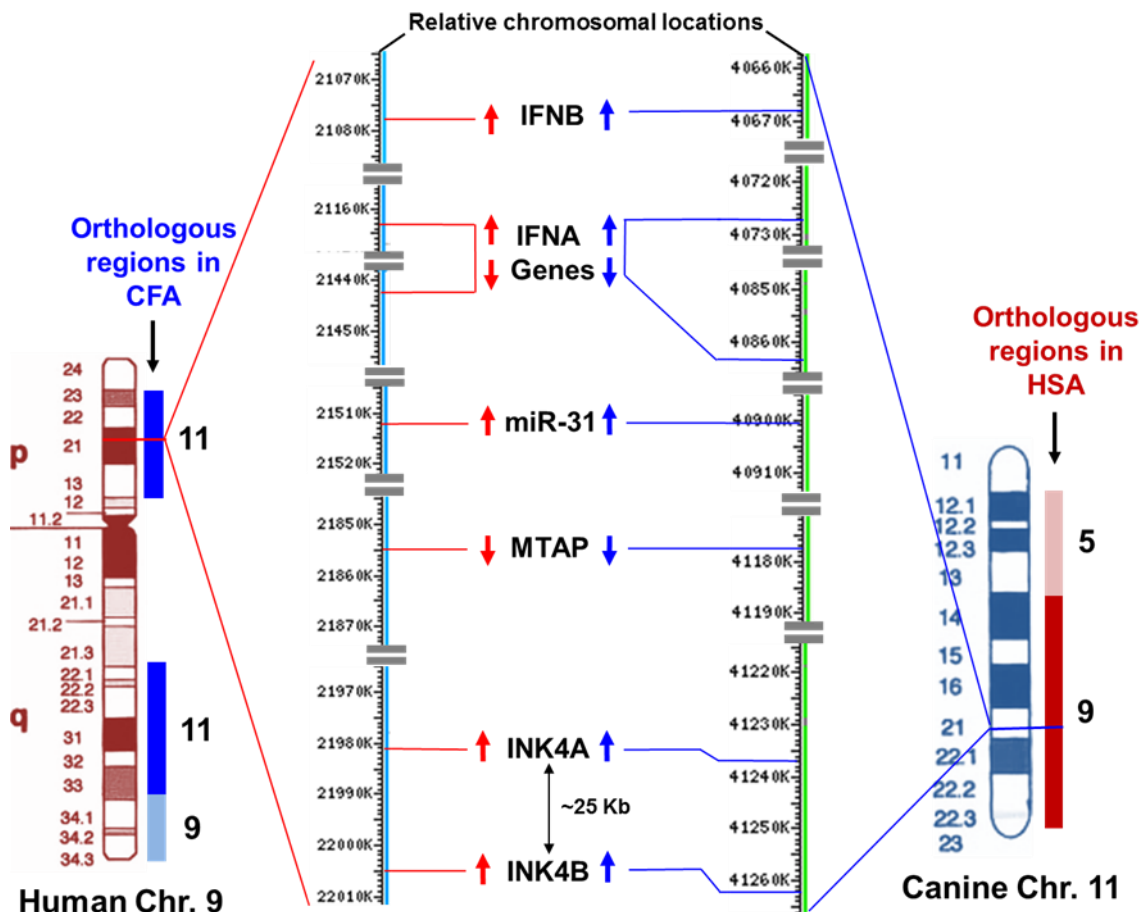 Relative chromosomal locations
21070K
21080K
21160K
21440K
21450K
21510K
21520K
21850K
21860K
21870K
21970K
21980K
21990K
22000K
22010K
IFNB
IFNA
Genes
miR-31
MTAP
INK4A
~25 Kb
INK4B
40660K
40670K
40720K
40730K
40850K
40860K
40900K
40910K
41180K
41190K
41220K
41230K
41240K
41250K
41260K
Orthologous
regions in
CFA
24
23
22
21
13
12
11.2
11
12
13
21.1
21.2
21.3
22.1
22.2
22.3
31
32
33
34.1
34.2
34.3
p
q
11
11
9
Human Chr. 9
Orthologous
regions in
HSA
11
12.1
12.2
12.3
13
14
15
16
21
22.1
22.2
22.3
23
5
9
Canine Chr. 11